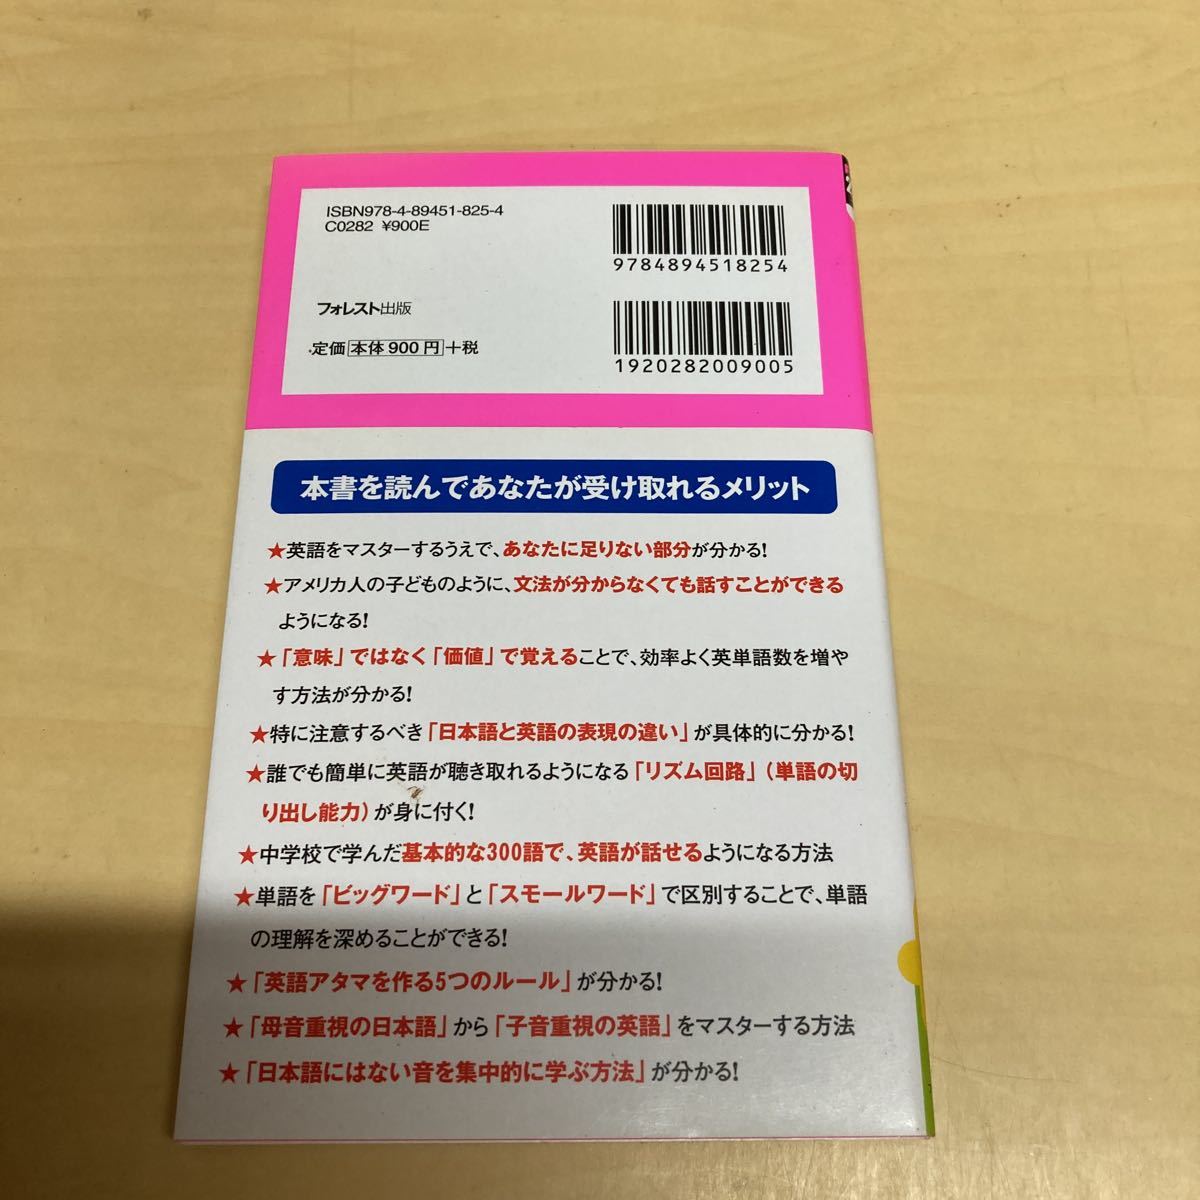 ISBN978-4-89451-825-4
C0282 ¥900E
9784894518254
フォレスト出版
定価 本体 900 円 +税
1920282009005
本書を読んであなたが受け取れるメリット
★英語をマスターするうえで、あなたに足りない部分が分かる!
★アメリカ人の子どものように、文法が分からなくても話すことができる
ようになる!
★「意味」ではなく「価値」で覚えることで、効率よく英単語数を増や
す方法が分かる!
★特に注意するべき「日本語と英語の表現の違い」が具体的に分かる!
★誰でも簡単に英語が聴き取れるようになる「リズム回路」(単語の切
り出し能力)が身に付く!
★中学校で学んだ基本的な300語で、英語が話せるようになる方法
★単語を「ビッグワード」と「スモールワード」で区別することで、単語
の理解を深めることができる!
★「英語アタマを作る5つのルール」が分かる!
★「母音重視の日本語」から「子音重視の英語」をマスターする方法
★「日本語にはない音を集中的に学ぶ方法」が分かる!